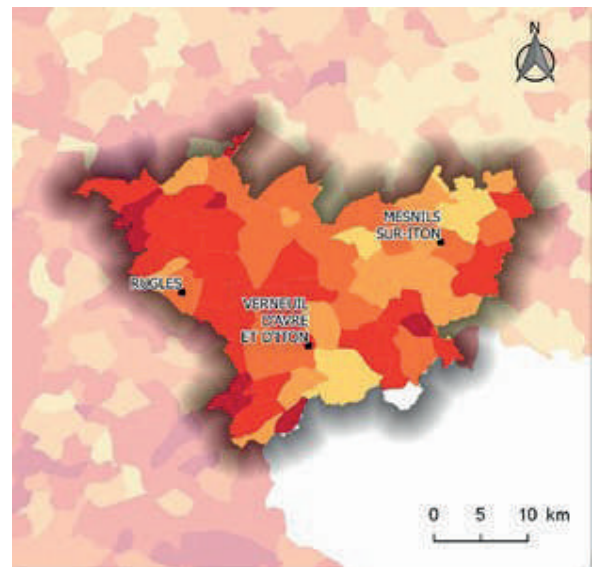 N
MESNILS
SUR-ITON
RUGLES
VERNEUIL
D'AVRE
ET D'ITON
0 5 10 km